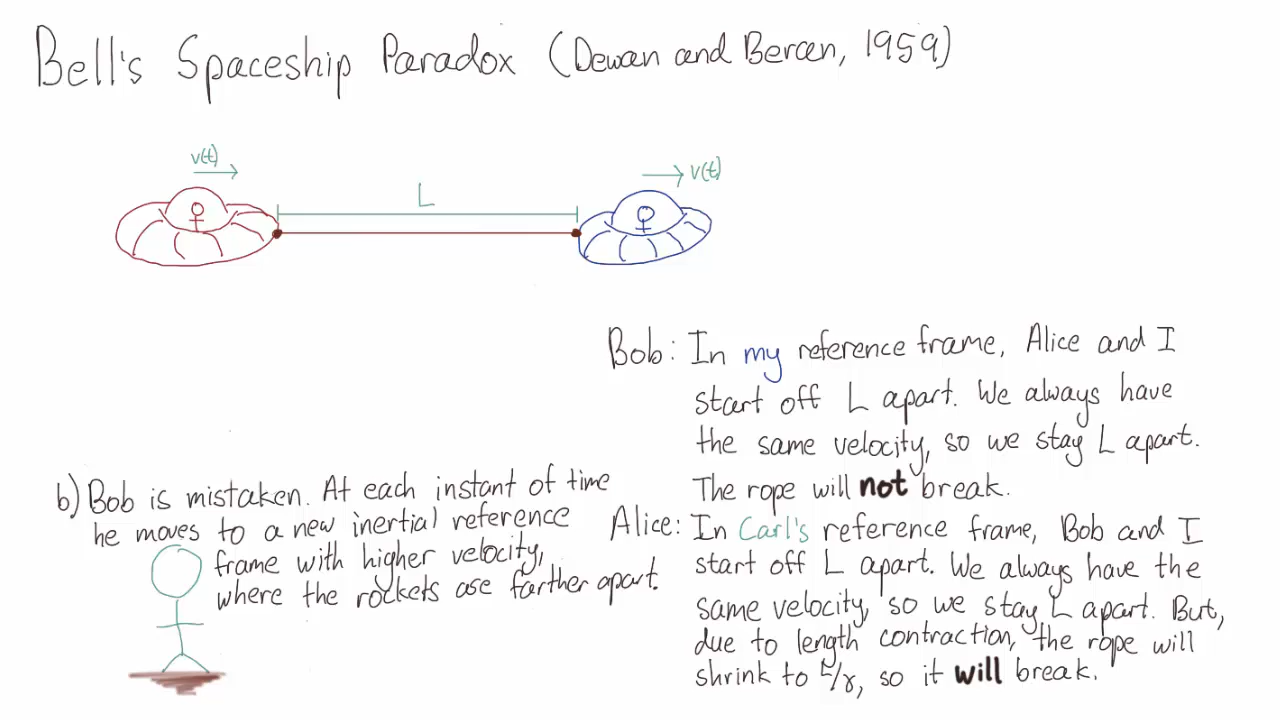 Bell's Spaceship Paradox (Dewan and Beran, 1959)
v(t)
v(t)
L
Bob: In my reference frame, Alice and I
start off L apart. We always have
the same velocity, so we stay L apart.
The rope will not break.
Alice: In Carl's reference frame, Bob and I
start off L apart. We always have the
same velocity, so we stay L apart. But,
due to length contraction, the rope will
shrink to L/γ, so it will break.
b) Bob is mistaken. At each instant of time
he moves to a new inertial reference
frame with higher velocity,
where the rockets are farther apart.